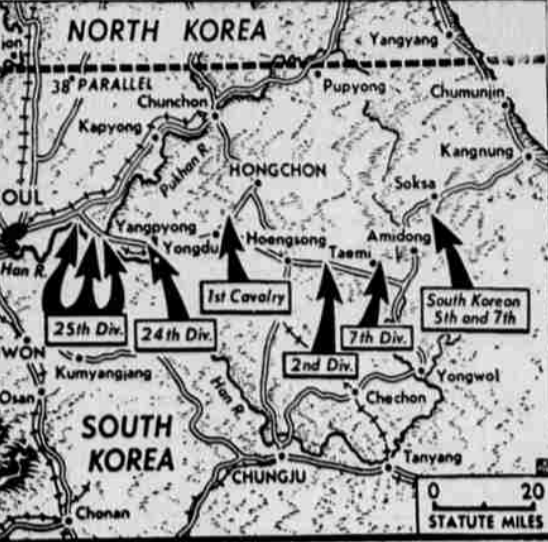 NORTH KOREA
Yangyang
38° PARALLEL
Pupyong
Chumunjin
Chunchon
Kapyong
Kangnung
Pukhan R.
HONGCHON
Soksa
OUL
Yangpyong
Yongdu
Hoengsong
Taemi
Amidong
Han R.
1st Cavalry
South Korean
5th and 7th
25th Div.
24th Div.
7th Div.
2nd Div.
WON
Kumyangjang
Yongwol
Osan
Han R.
Chechon
SOUTH
KOREA
CHUNGJU
Tanyang
Chonan
0 20
STATUTE MILES